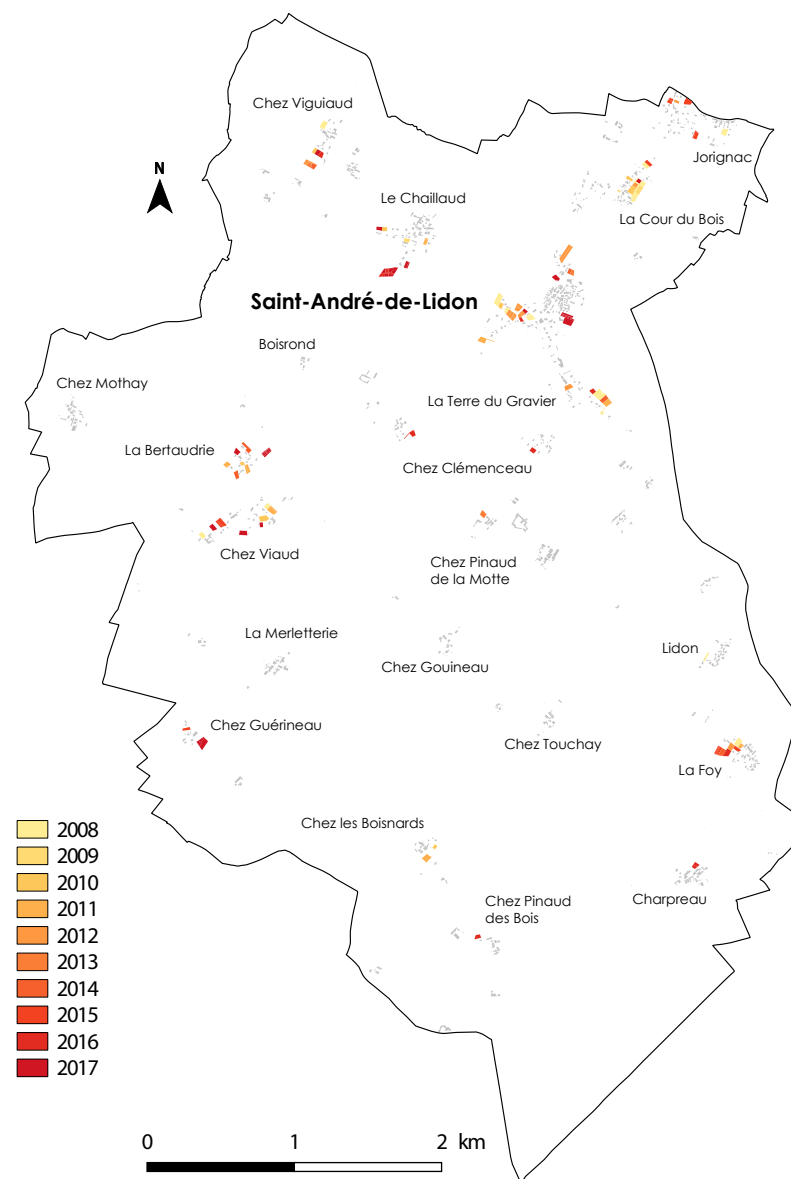 Chez Viguiaud
N
Jorignac
Le Chaillaud
La Cour du Bois
Saint-André-de-Lidon
Boisrond
Chez Mothay
La Terre du Gravier
La Bertaudrie
Chez Clémenceau
Chez Viaud
Chez Pinaud
de la Motte
La Merletterie
Chez Gouineau
Lidon
Chez Guérineau
Chez Touchay
La Foy
Chez les Boisnards
Charpreau
Chez Pinaud
des Bois
2008
2009
2010
2011
2012
2013
2014
2015
2016
2017
0 1 2 km